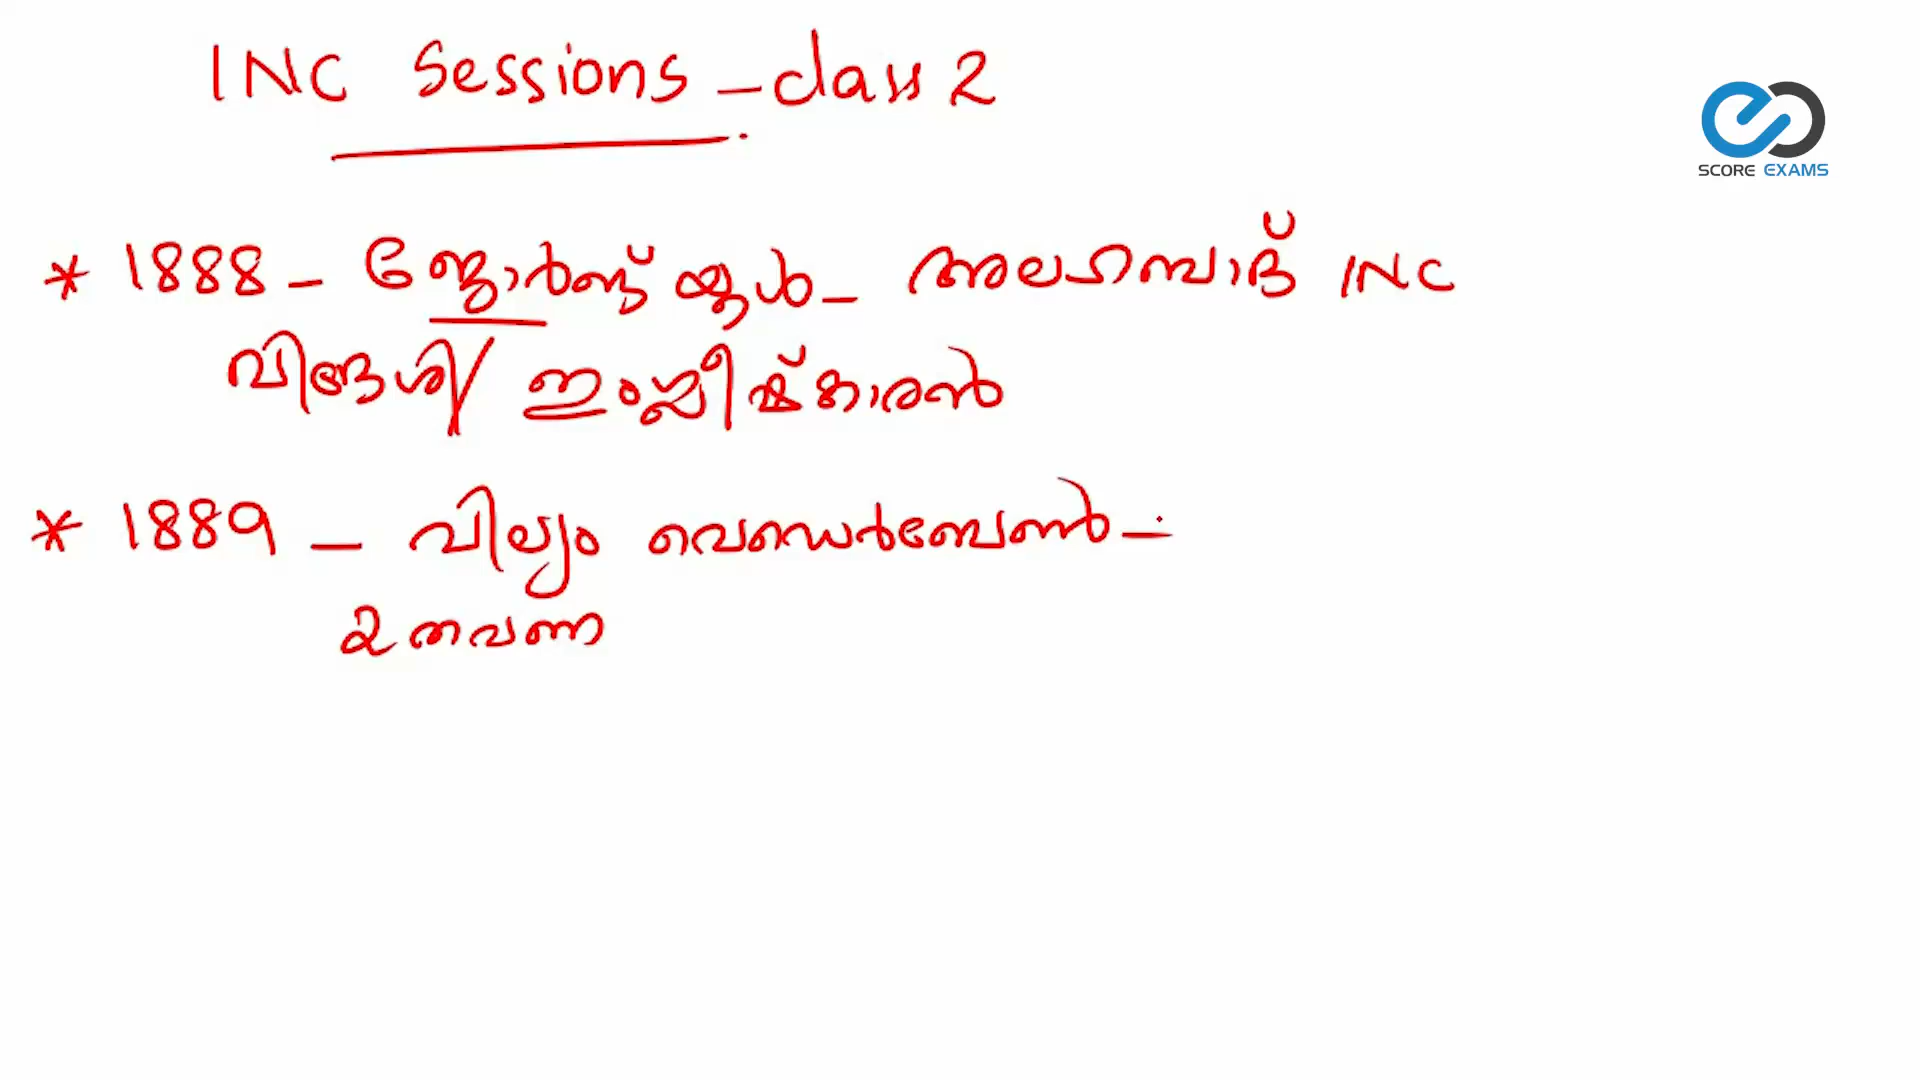 INC Sessions - class 2
SCORE EXAMS
* 1888 - ജോർജ്ജ് യൂൾ - അലഹബാദ് INC
വിദേശി / ഇംഗ്ലീഷ്കാരൻ
* 1889 - വില്യം വെഡർബേൺ -
2 തവണ